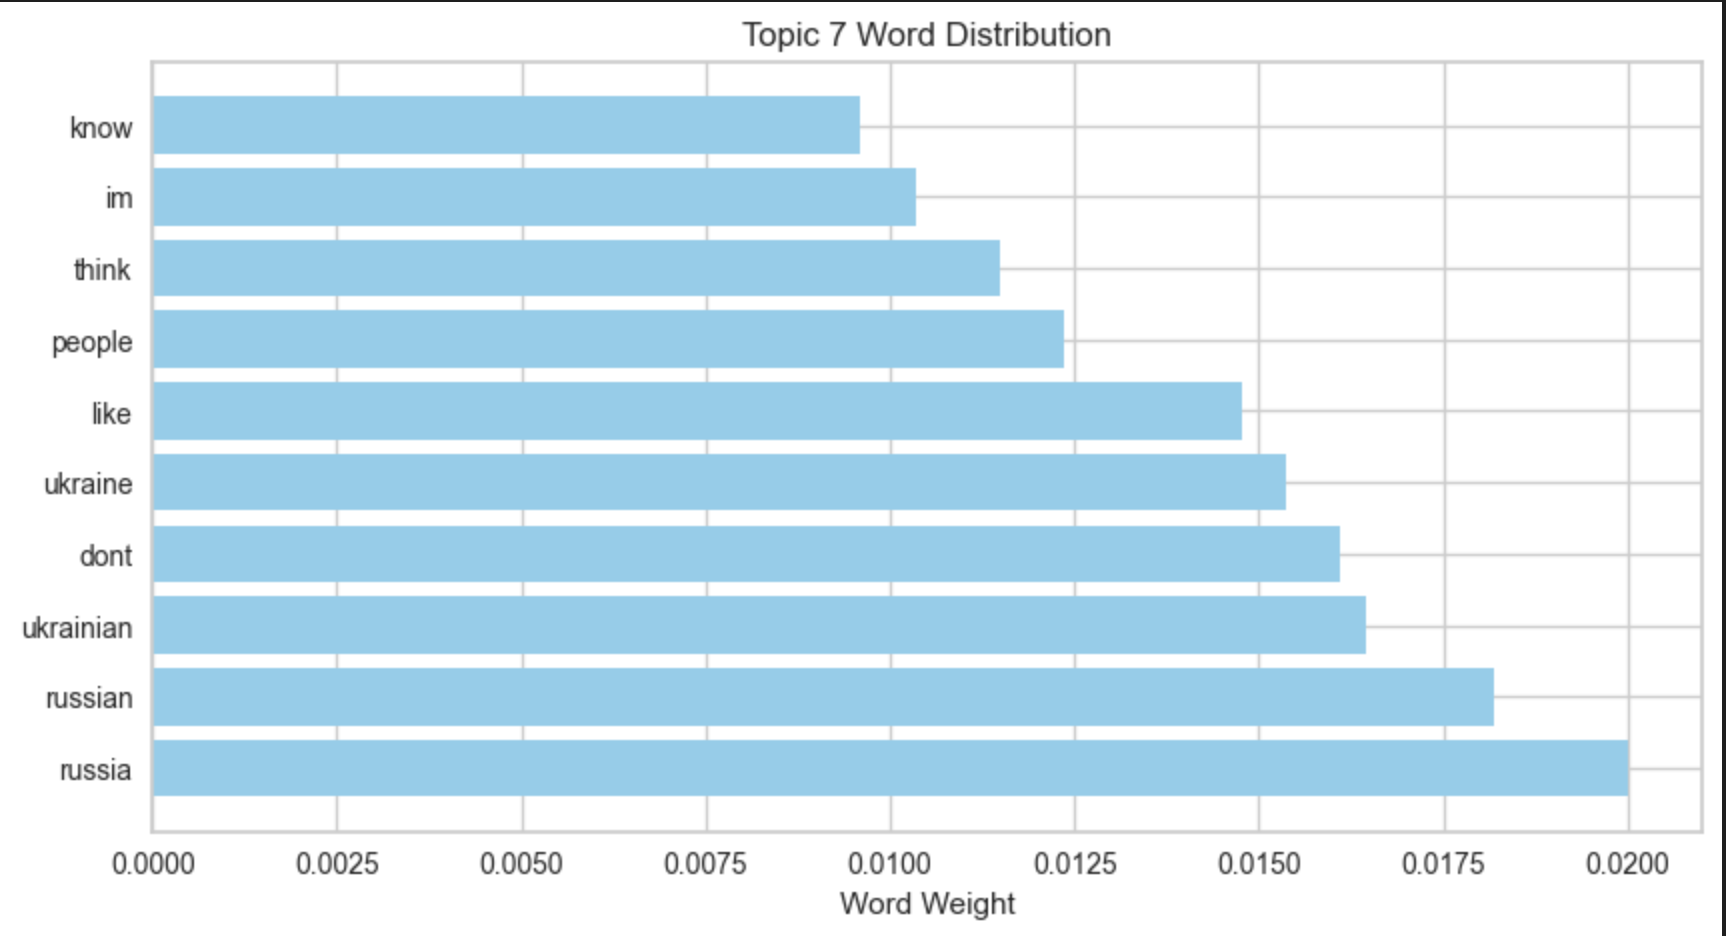 Topic 7 Word Distribution
know
im
think
people
like
ukraine
dont
ukrainian
russian
russia
0.0000 0.0025 0.0050 0.0075 0.0100 0.0125 0.0150 0.0175 0.0200
Word Weight